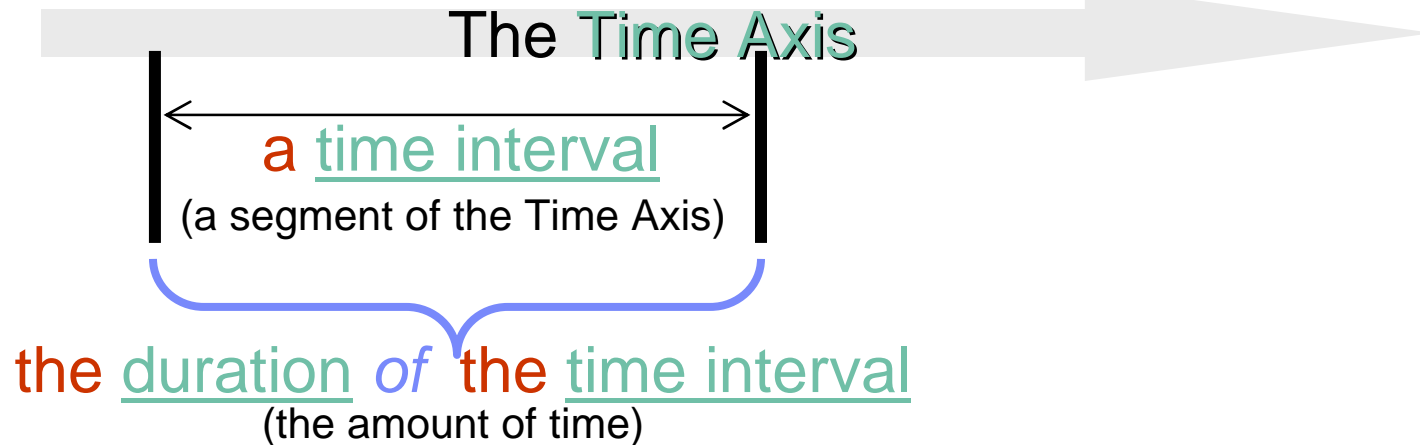 The Time Axis
a time interval
(a segment of the Time Axis)
the duration of the time interval
(the amount of time)